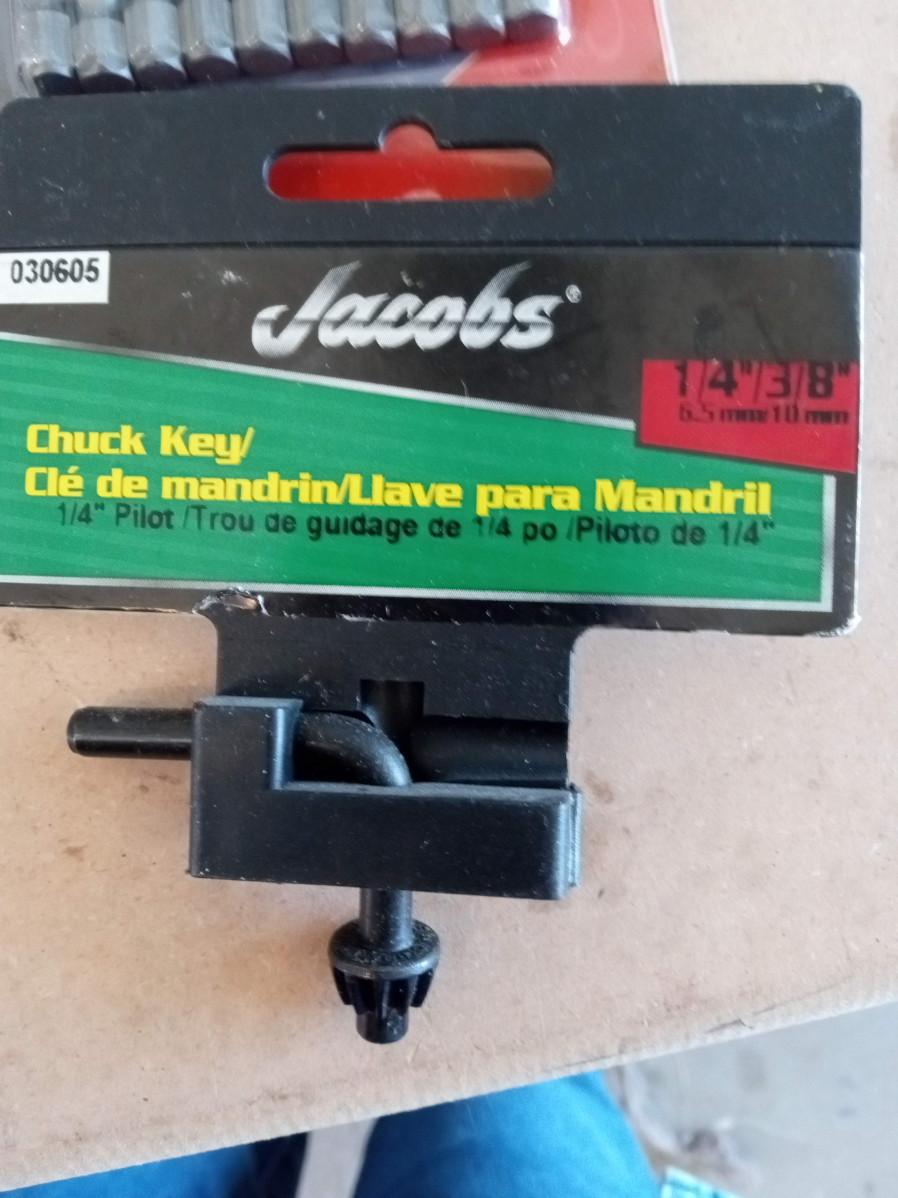 030605
Jacobs®
1/4"/3/8"
6.5 mm/10 mm
Chuck Key/
Clé de mandrin/Llave para Mandril
1/4" Pilot /Trou de guidage de 1/4 po /Piloto de 1/4"